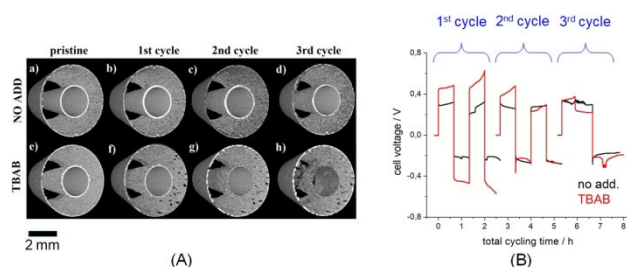 pristine 1st cycle 2nd cycle 3rd cycle
NO ADD
a) b) c) d)
TBAB
e) f) g) h)
2 mm
(A)
B)
1st cycle 2nd cycle 3rd cycle
cell voltage / V
0,8
0,4
0,0
-0,4
-0,8
no add.
TBAB
0 1 2 3 4 5 6 7 8
total cycling time / h
(B)